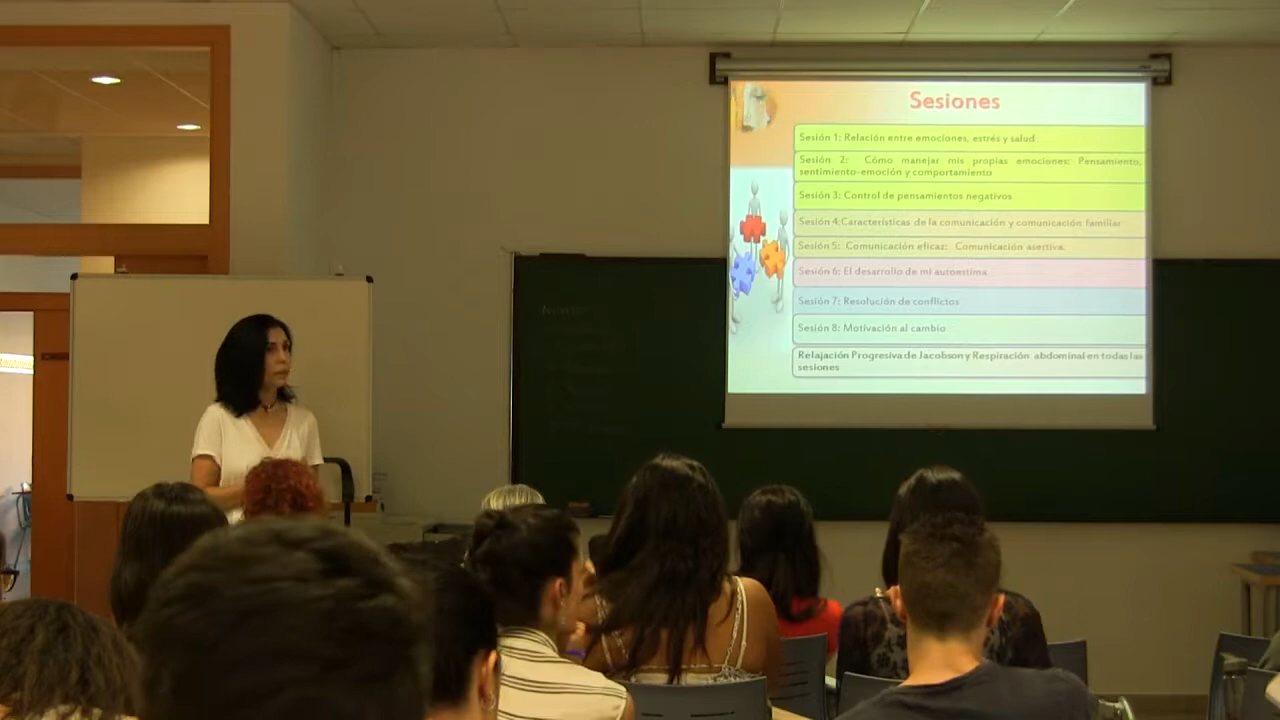 Sesiones
Sesión 1: Relación entre emociones, estrés y salud
Sesión 2: Cómo manejar mis propias emociones: Pensamiento,
sentimiento-emoción y comportamiento
Sesión 3: Control de pensamientos negativos
Sesión 4:Características de la comunicación y comunicación familiar
Sesión 5: Comunicación eficaz: Comunicación asertiva.
Sesión 6: El desarrollo de mi autoestima
Sesión 7: Resolución de conflictos
Sesión 8: Motivación al cambio
Relajación Progresiva de Jacobson y Respiración abdominal en todas las
sesiones